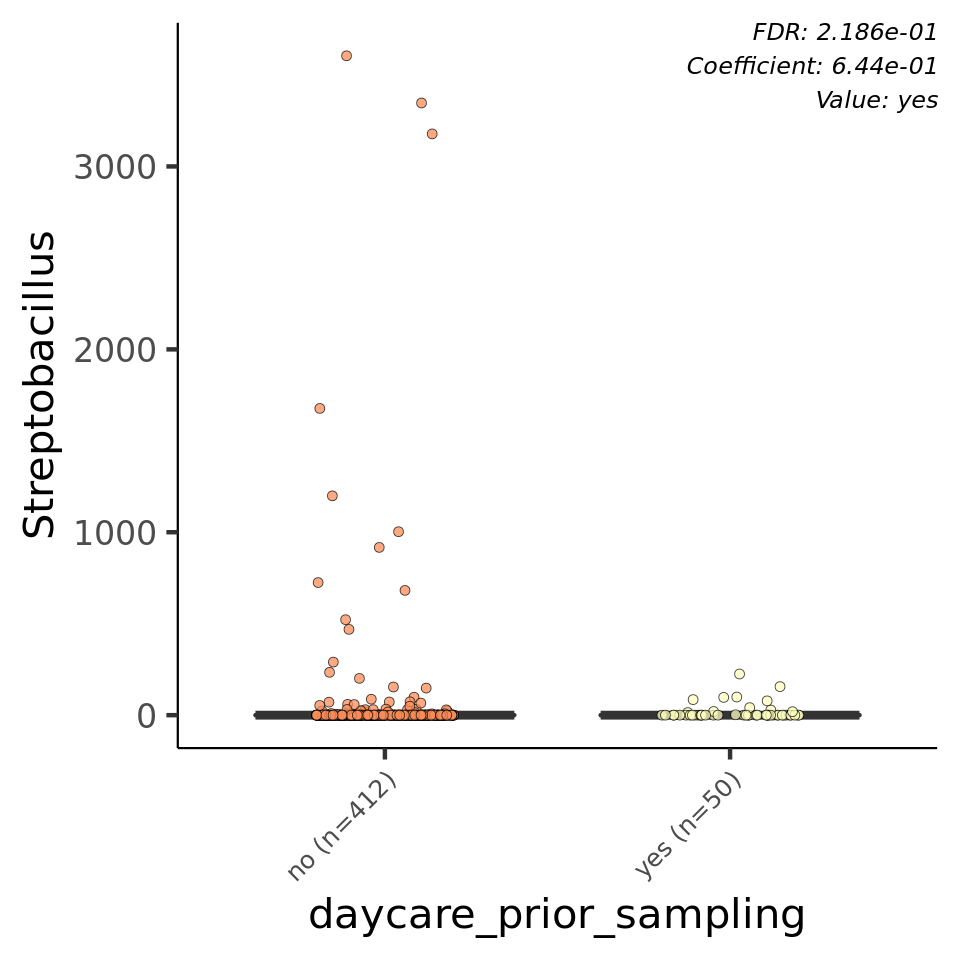 FDR: 2.186e-01
Coefficient: 6.44e-01
Value: yes
Streptobacillus
3000
2000
1000
0
no (n=412)
yes (n=50)
daycare_prior_sampling